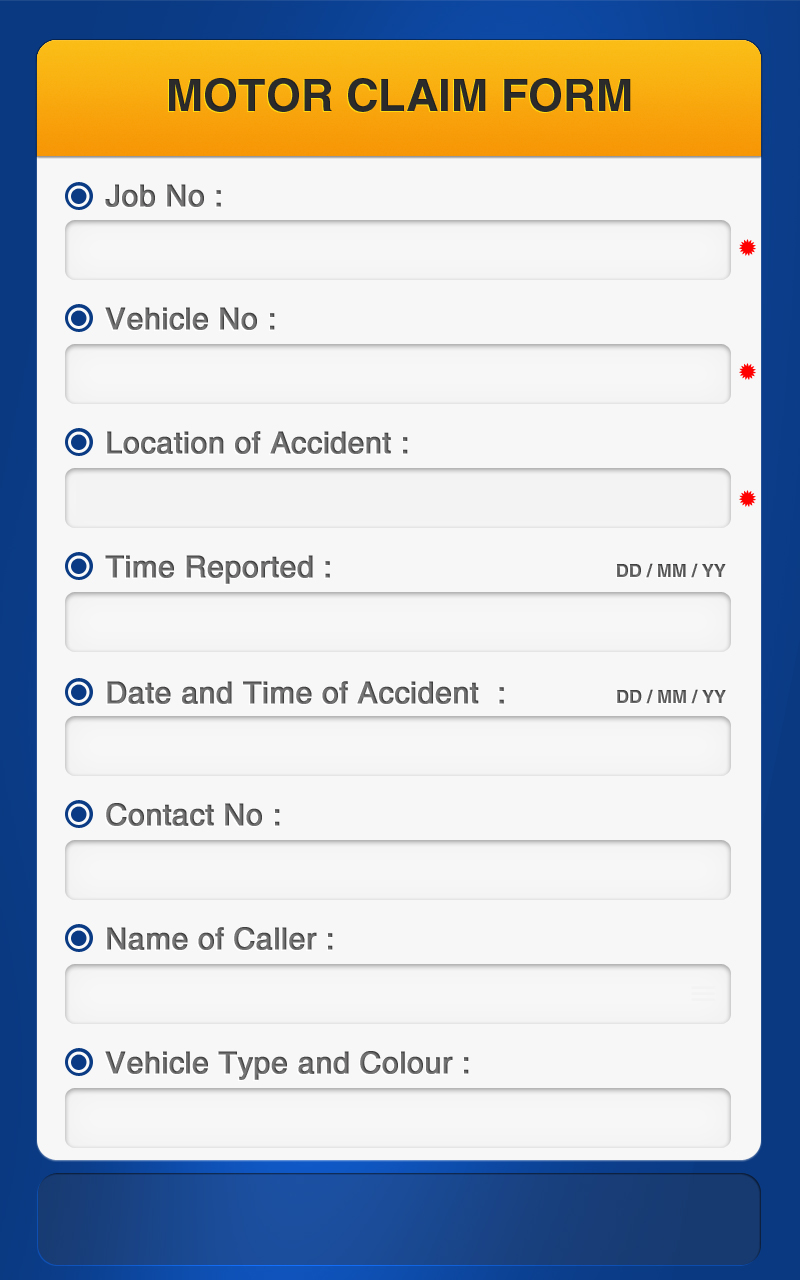 MOTOR CLAIM FORM
Job No :
Vehicle No :
Location of Accident :
Time Reported : DD / MM / YY
Date and Time of Accident : DD / MM / YY
Contact No :
Name of Caller :
Vehicle Type and Colour :